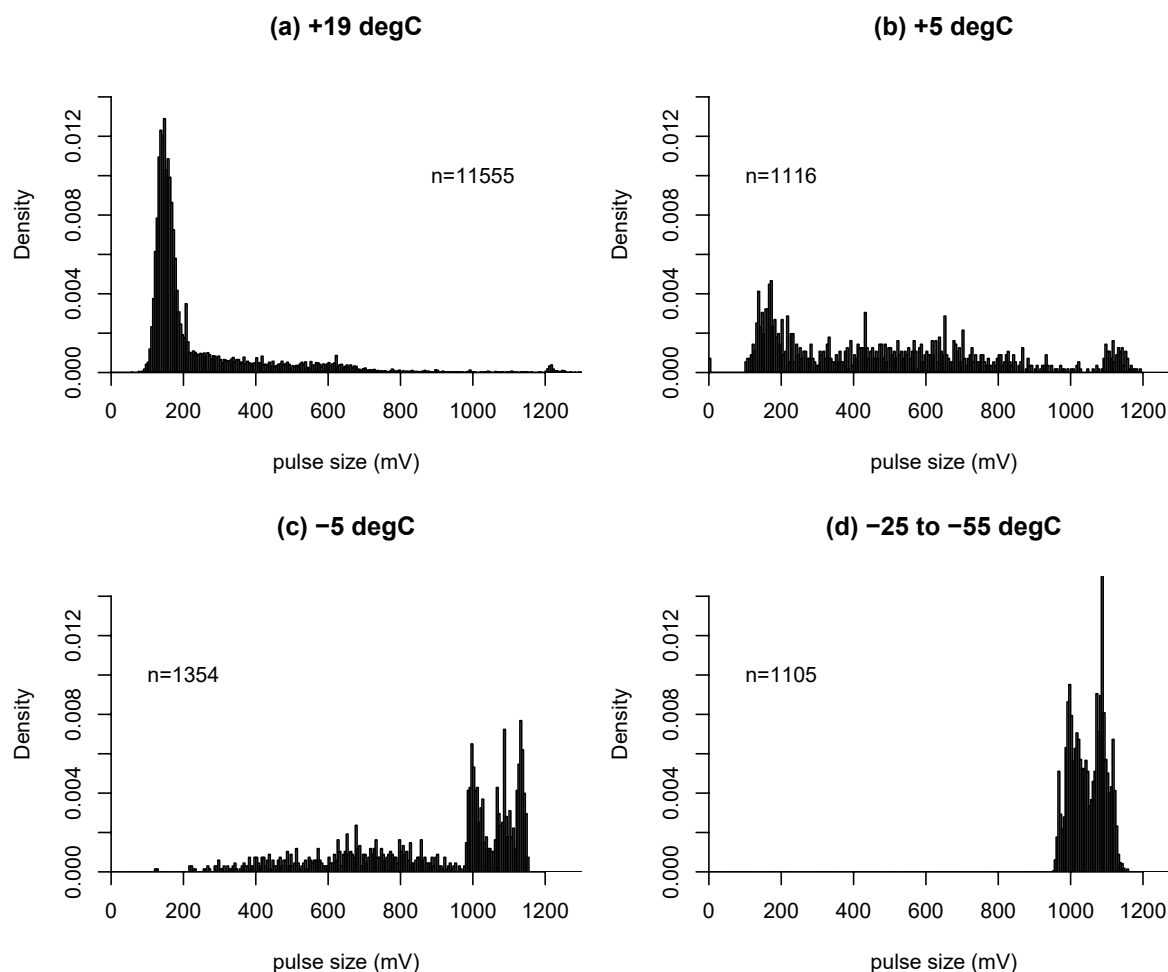 (a) +19 degC
Density
0.000 0.004 0.008 0.012
n=11555
0 200 400 600 800 1000 1200
pulse size (mV)
(b) +5 degC
Density
0.000 0.004 0.008 0.012
n=1116
0 200 400 600 800 1000 1200
pulse size (mV)
(c) −5 degC
Density
0.000 0.004 0.008 0.012
n=1354
0 200 400 600 800 1000 1200
pulse size (mV)
(d) −25 to −55 degC
Density
0.000 0.004 0.008 0.012
n=1105
0 200 400 600 800 1000 1200
pulse size (mV)